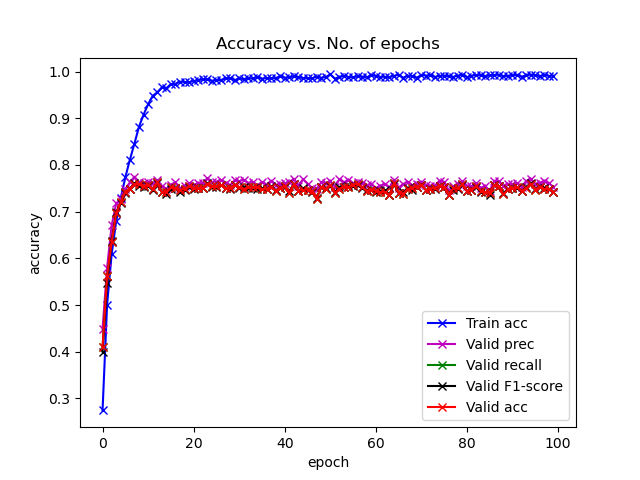 Accuracy vs. No. of epochs
accuracy
1.0
0.9
0.8
0.7
0.6
0.5
0.4
0.3
Train acc
Valid prec
Valid recall
Valid F1-score
Valid acc
0 20 40 60 80 100
epoch